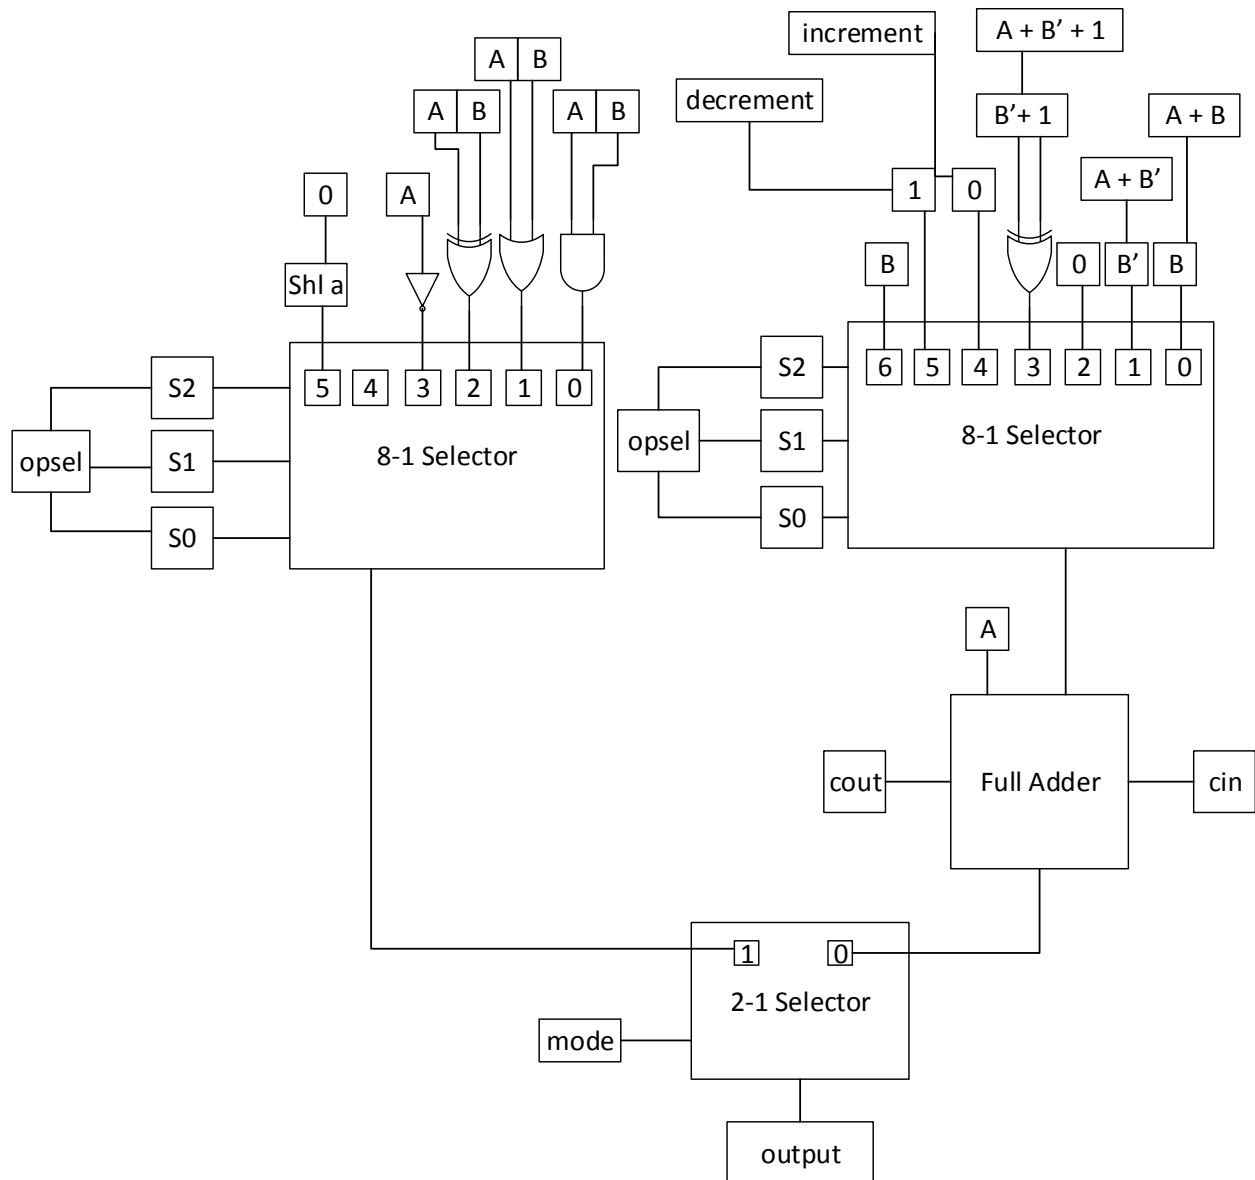 increment
A + B’ + 1
A B
decrement
A B
A B
B’+ 1
A + B
A + B’
0
A
1
0
Shl a
B
0
B’
B
5 4 3 2 1 0
6 5 4 3 2 1 0
S2
S2
opsel
S1
8-1 Selector
opsel
S1
8-1 Selector
S0
S0
A
cout
Full Adder
cin
1
0
2-1 Selector
mode
output